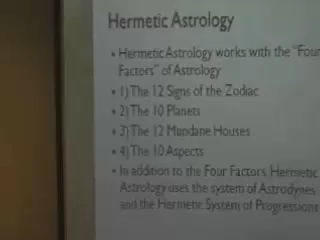 Hermetic Astrology
• Hermetic Astrology works with the "Four
Factors" of Astrology
• 1) The 12 Signs of the Zodiac
• 2) The 10 Planets
• 3) The 12 Mundane Houses
• 4) The 10 Aspects
• In addition to the Four Factors Hermetic
Astrology uses the system of Astrodynes
and the Hermetic System of Progressions